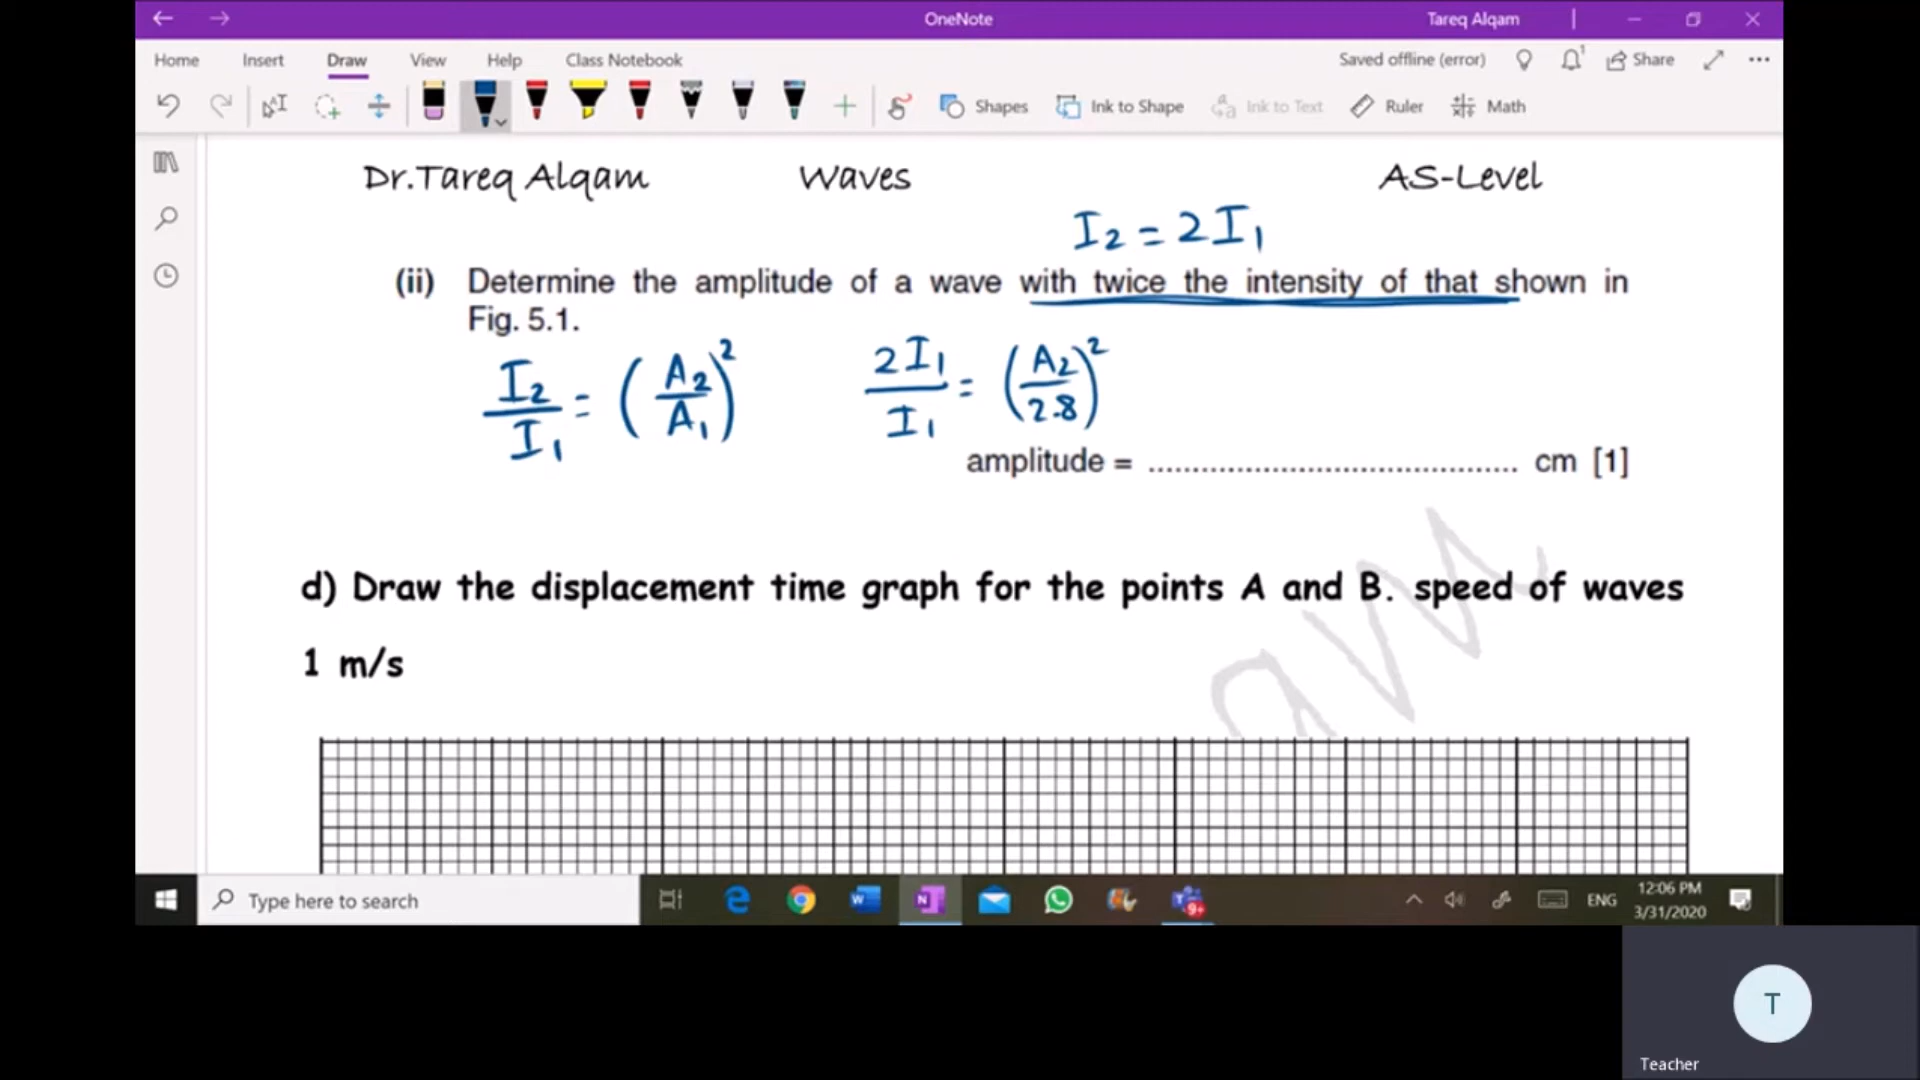 OneNote
Tareq Alqam
Home Insert Draw View Help Class Notebook
Saved offline (error)
1
Share
Shapes
Ink to Shape
Ink to Text
Ruler
Math
Dr.Tareq Alqam Waves AS-Level
I₂ = 2I₁
(ii) Determine the amplitude of a wave with twice the intensity of that shown in
Fig. 5.1.
I₂/I₁ = (A₂/A₁)² 2I₁/I₁ = (A₂/2.8)²
amplitude = .......................................... cm [1]
d) Draw the displacement time graph for the points A and B. speed of waves
1 m/s
Type here to search
9+
ENG
12:06 PM
3/31/2020
T
Teacher